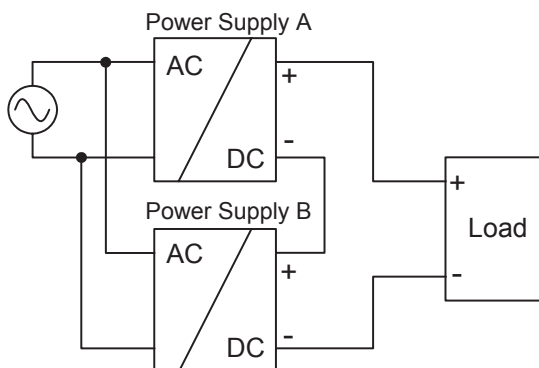 Power Supply A
AC
+
-
DC
Power Supply B
AC
+
-
DC
+
Load
-